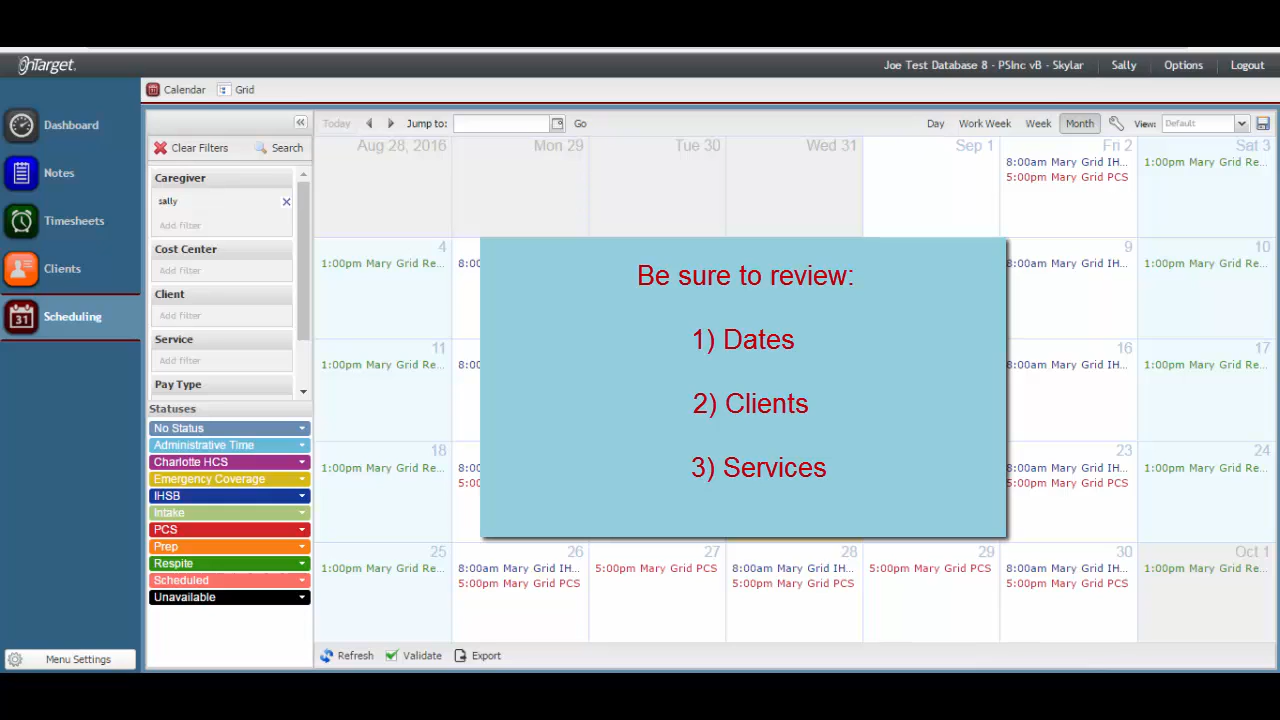 OnTarget.
Joe Test Database 8 - PSInc vB - Skylar
Sally
Options
Logout
Calendar
Grid
Dashboard
Notes
Timesheets
Clients
Scheduling
31
Menu Settings
Clear Filters
Search
Caregiver
sally
Add filter
Cost Center
Add filter
Client
Add filter
Service
Add filter
Pay Type
Statuses
No Status
Administrative Time
Charlotte HCS
Emergency Coverage
IHSB
Intake
PCS
Prep
Respite
Scheduled
Unavailable
Today
Jump to:
Go
Day
Work Week
Week
Month
View:
Default
Aug 28, 2016
Mon 29
Tue 30
Wed 31
Sep 1
Fri 2
8:00am Mary Grid IH...
5:00pm Mary Grid PCS
Sat 3
1:00pm Mary Grid Re...
4
1:00pm Mary Grid Re...
8:00
9
8:00am Mary Grid IH...
10
1:00pm Mary Grid Re...
11
1:00pm Mary Grid Re...
8:00
16
8:00am Mary Grid IH...
17
1:00pm Mary Grid Re...
18
1:00pm Mary Grid Re...
8:00
5:00
23
8:00am Mary Grid IH...
5:00pm Mary Grid PCS
24
1:00pm Mary Grid Re...
Be sure to review:
1) Dates
2) Clients
3) Services
25
1:00pm Mary Grid Re...
26
8:00am Mary Grid IH...
5:00pm Mary Grid PCS
27
5:00pm Mary Grid PCS
28
8:00am Mary Grid IH...
5:00pm Mary Grid PCS
29
5:00pm Mary Grid PCS
30
8:00am Mary Grid IH...
5:00pm Mary Grid PCS
Oct 1
1:00pm Mary Grid Re...
Refresh
Validate
Export